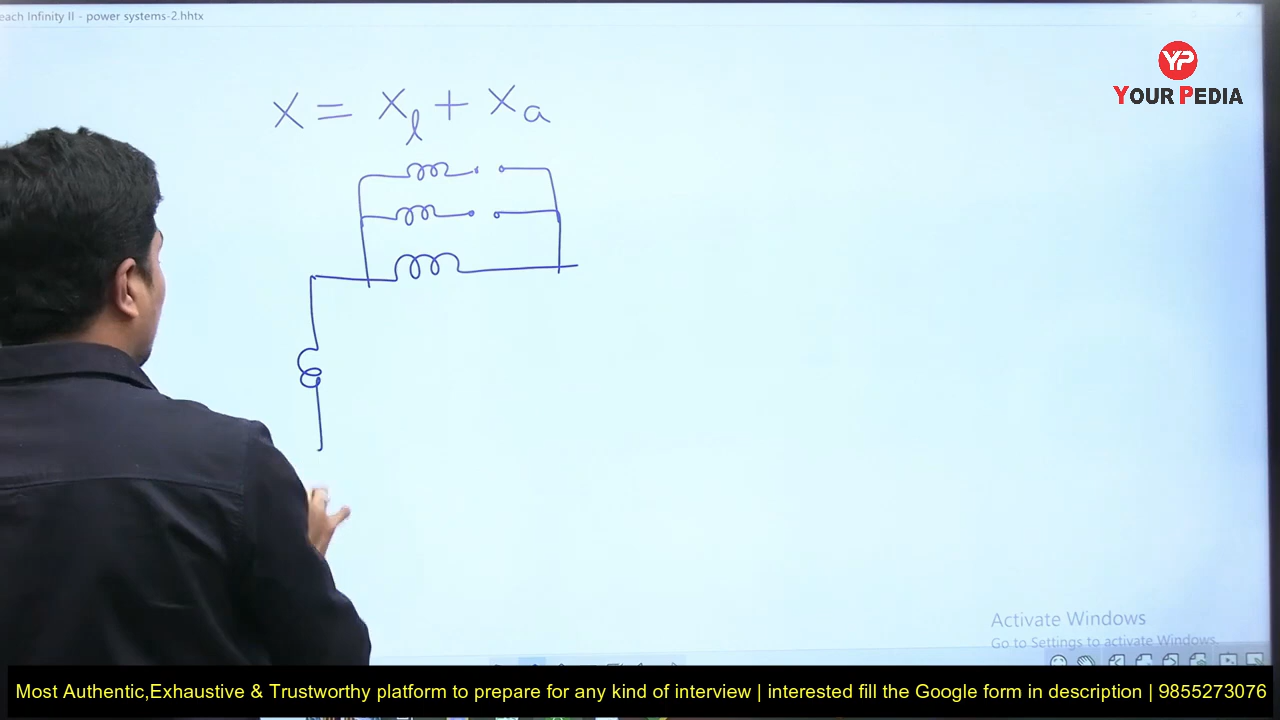 each Infinity II - power systems-2.hhtx
YP
YOUR PEDIA
X = Xl + Xa
Activate Windows
Go to Settings to activate Windows.
Most Authentic,Exhaustive & Trustworthy platform to prepare for any kind of interview | interested fill the Google form in description | 9855273076